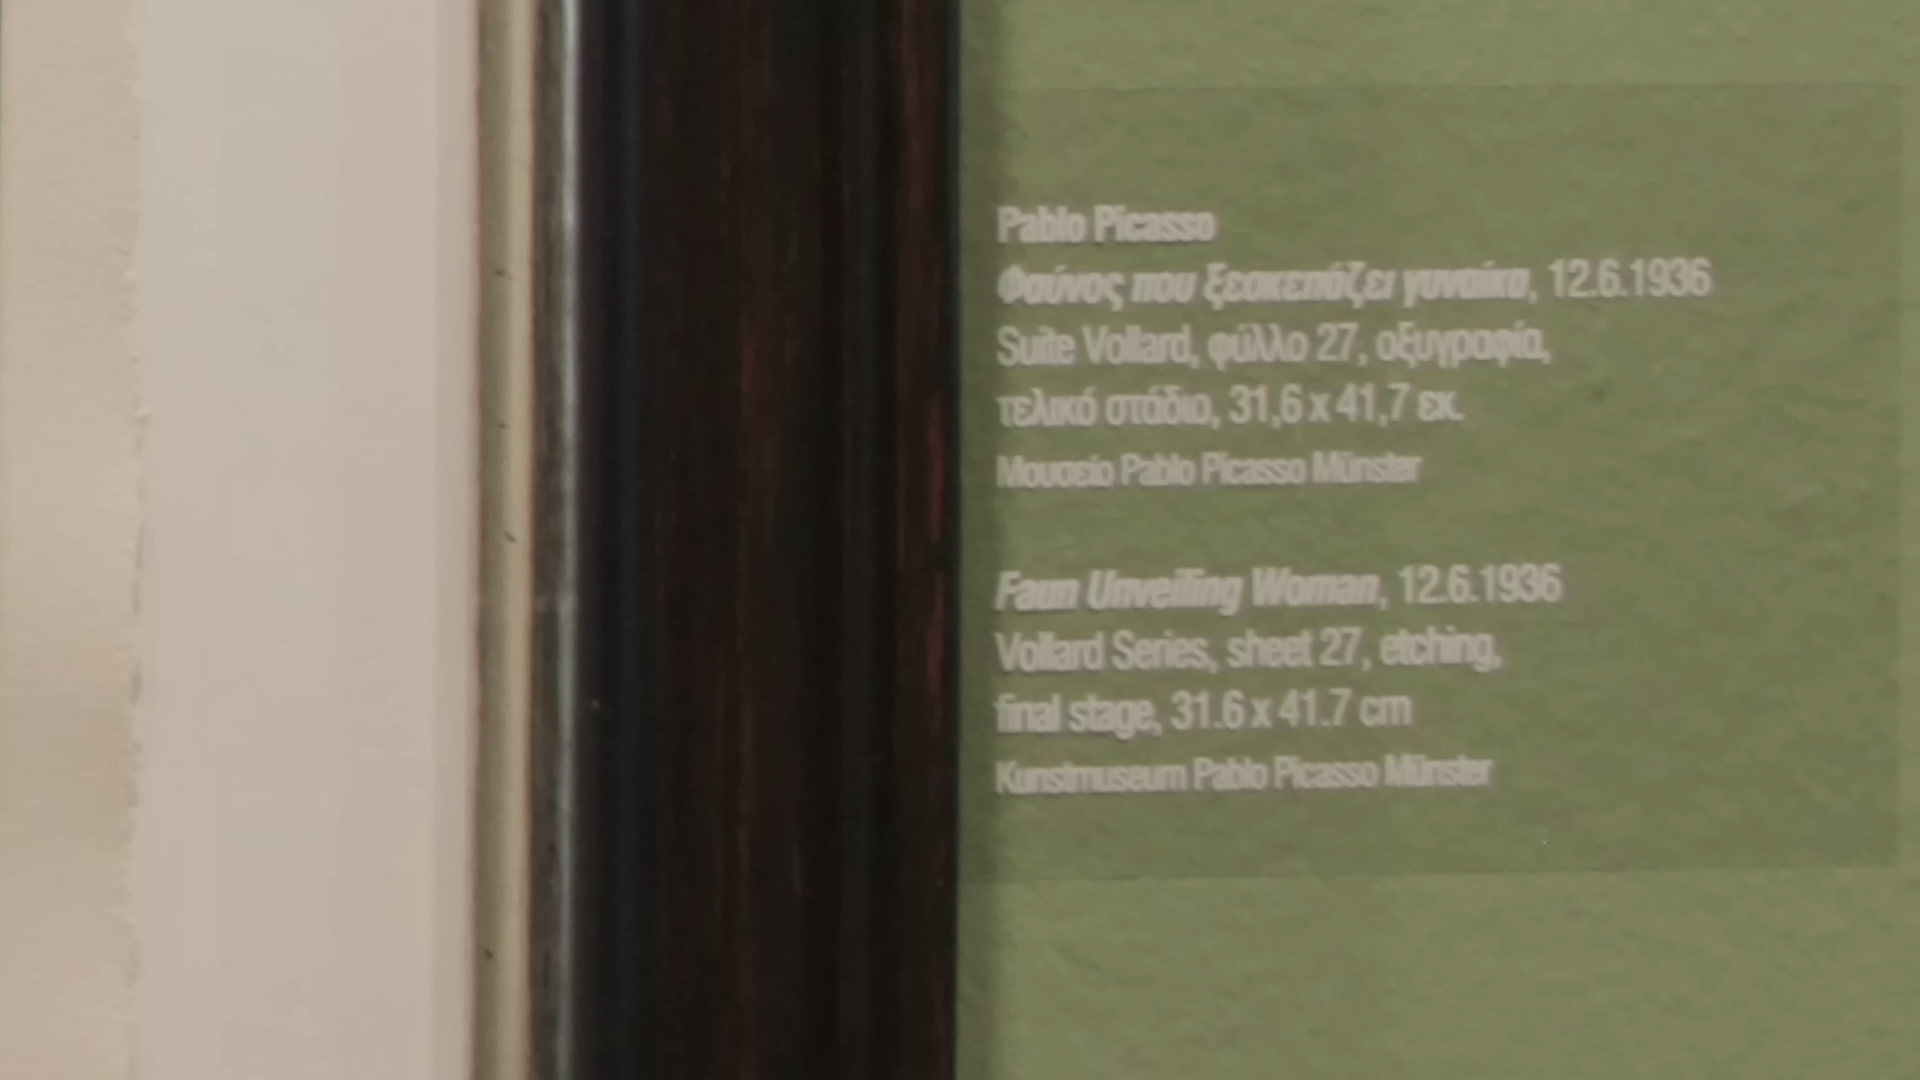 Pablo Picasso
Φαύνος που ξεσκεπάζει γυναίκα, 12.6.1936
Suite Vollard, φύλλο 27, οξυγραφία,
τελικό στάδιο, 31,6 x 41,7 εκ.
Μουσείο Pablo Picasso Münster
Faun Unveiling Woman, 12.6.1936
Vollard Series, sheet 27, etching,
final stage, 31.6 x 41.7 cm
Kunstmuseum Pablo Picasso Münster